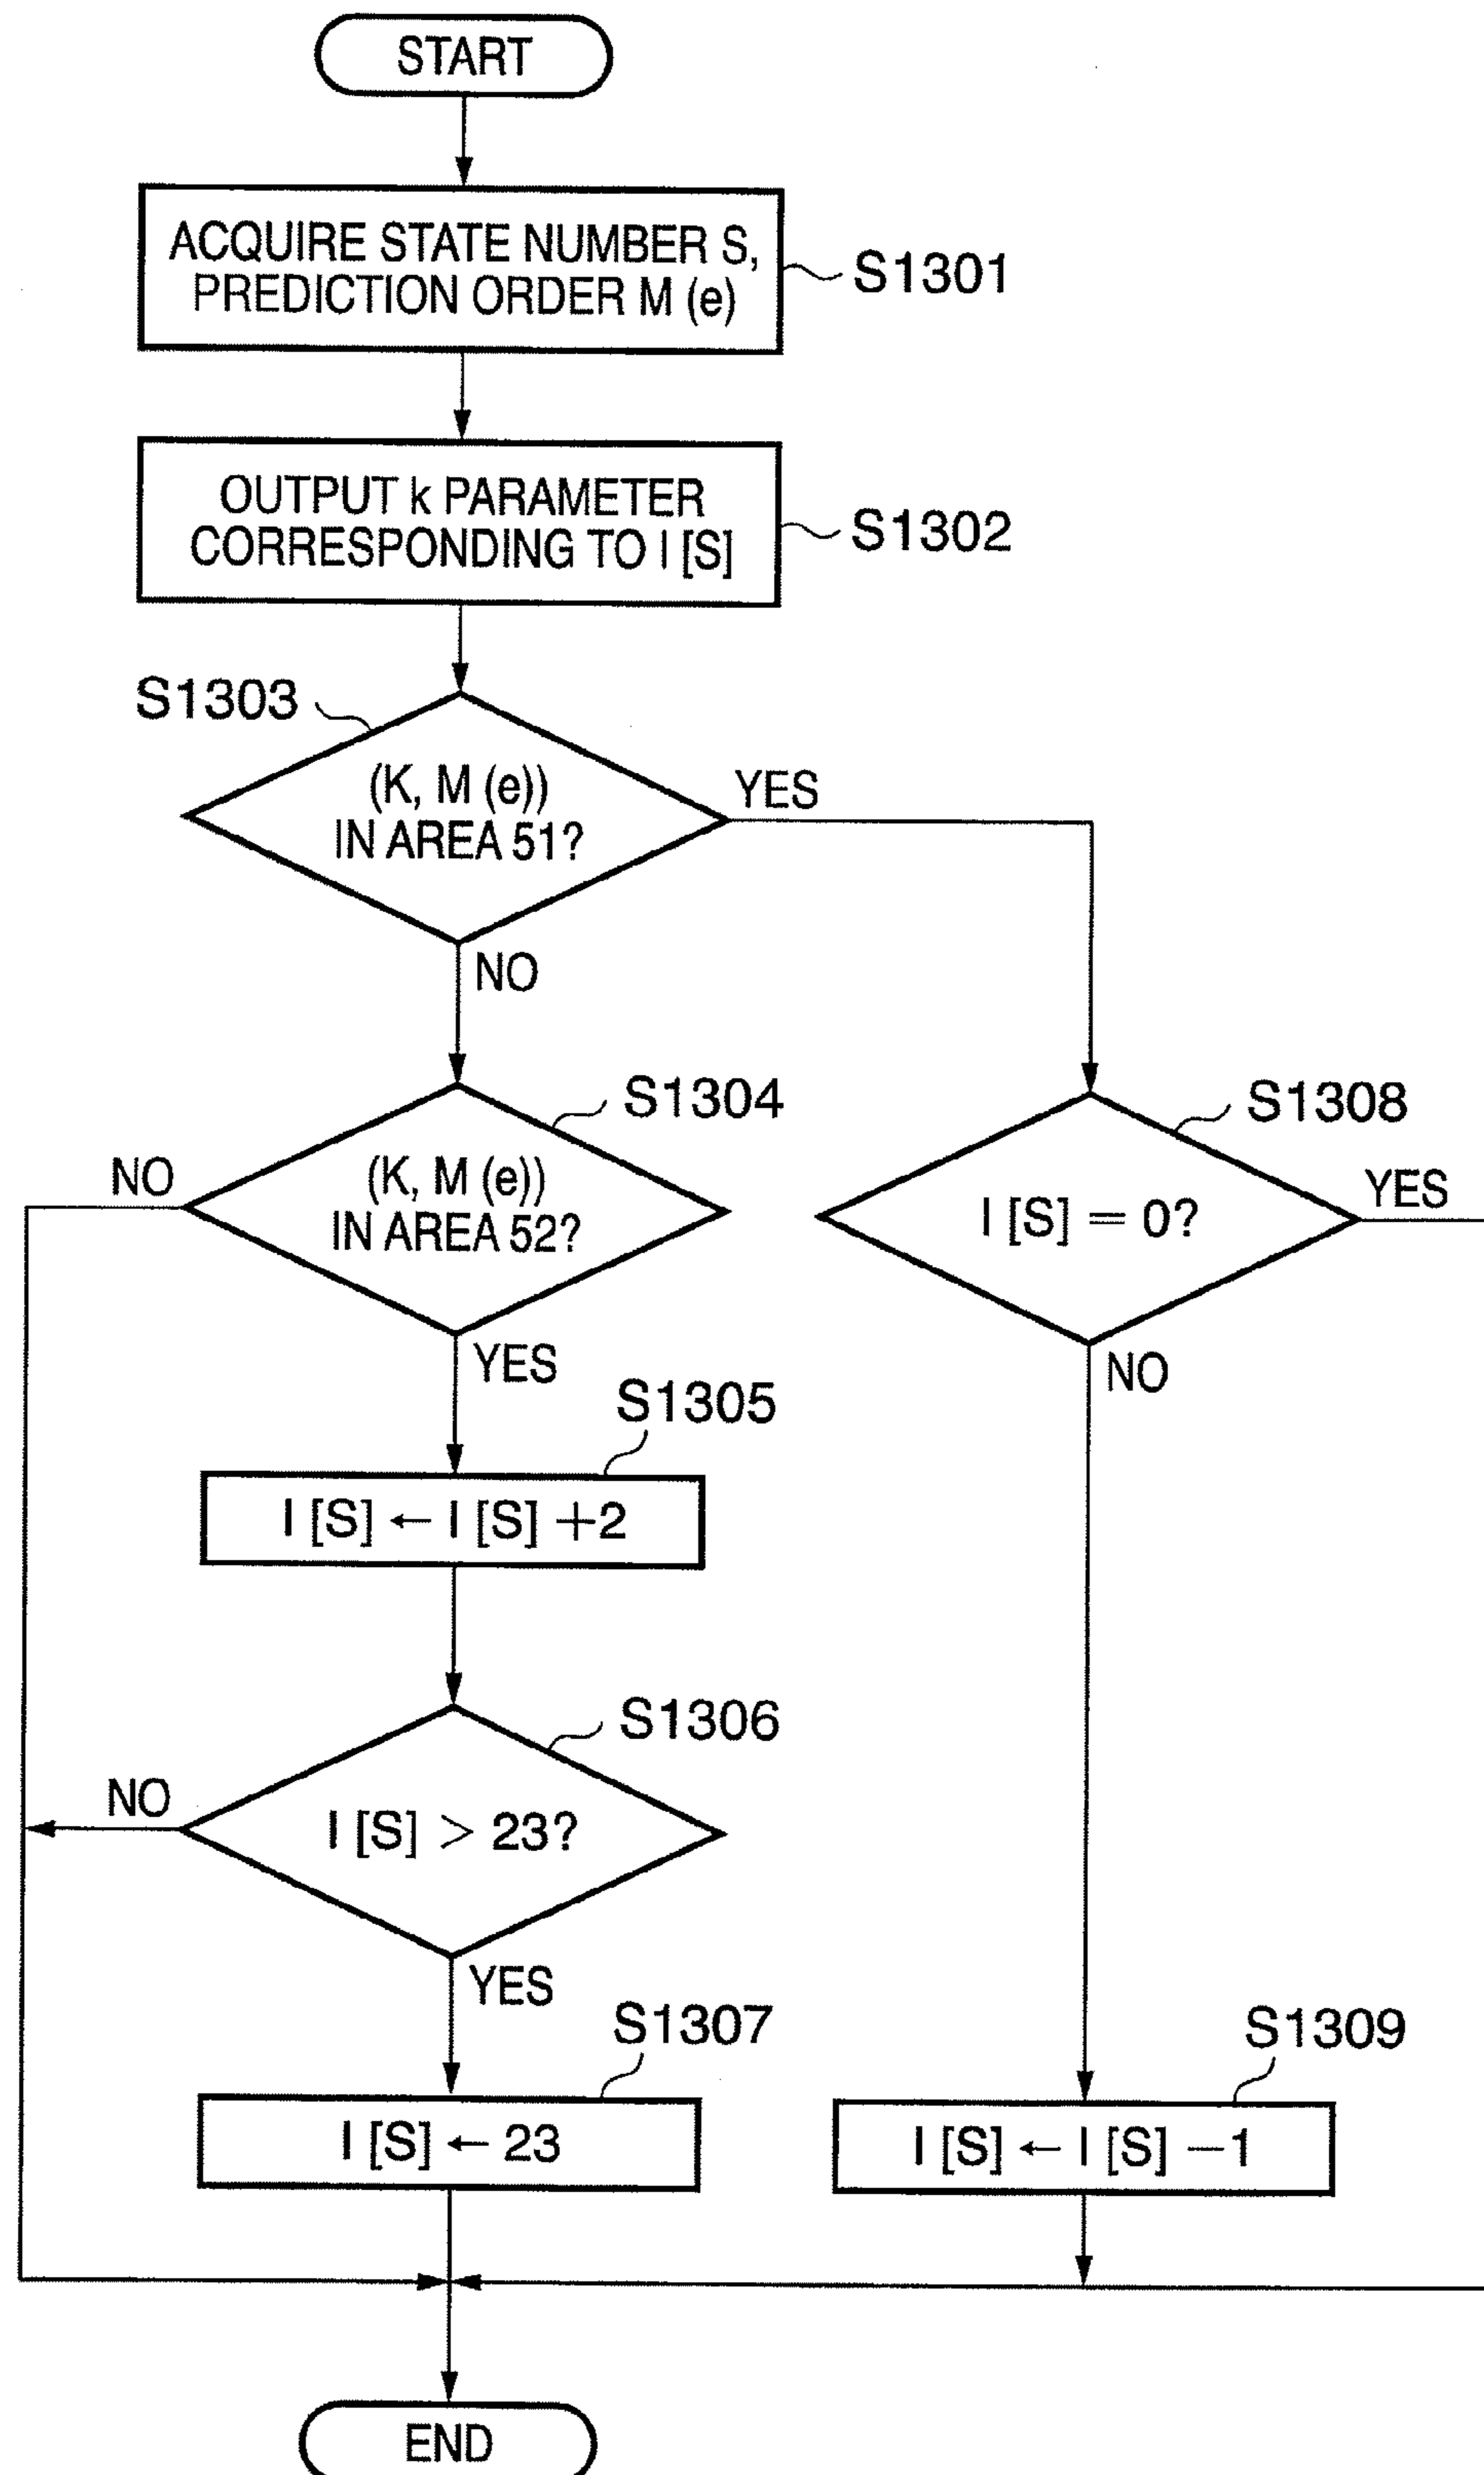 START
ACQUIRE STATE NUMBER S,
PREDICTION ORDER M (e)
S1301
OUTPUT k PARAMETER
CORRESPONDING TO I [S]
S1302
S1303
(K, M (e))
IN AREA 51?
YES
NO
S1304
(K, M (e))
IN AREA 52?
NO
YES
S1308
I [S] = 0?
YES
NO
S1305
I [S] ← I [S] +2
S1306
I [S] > 23?
NO
YES
S1307
I [S] ← 23
S1309
I [S] ← I [S] −1
END